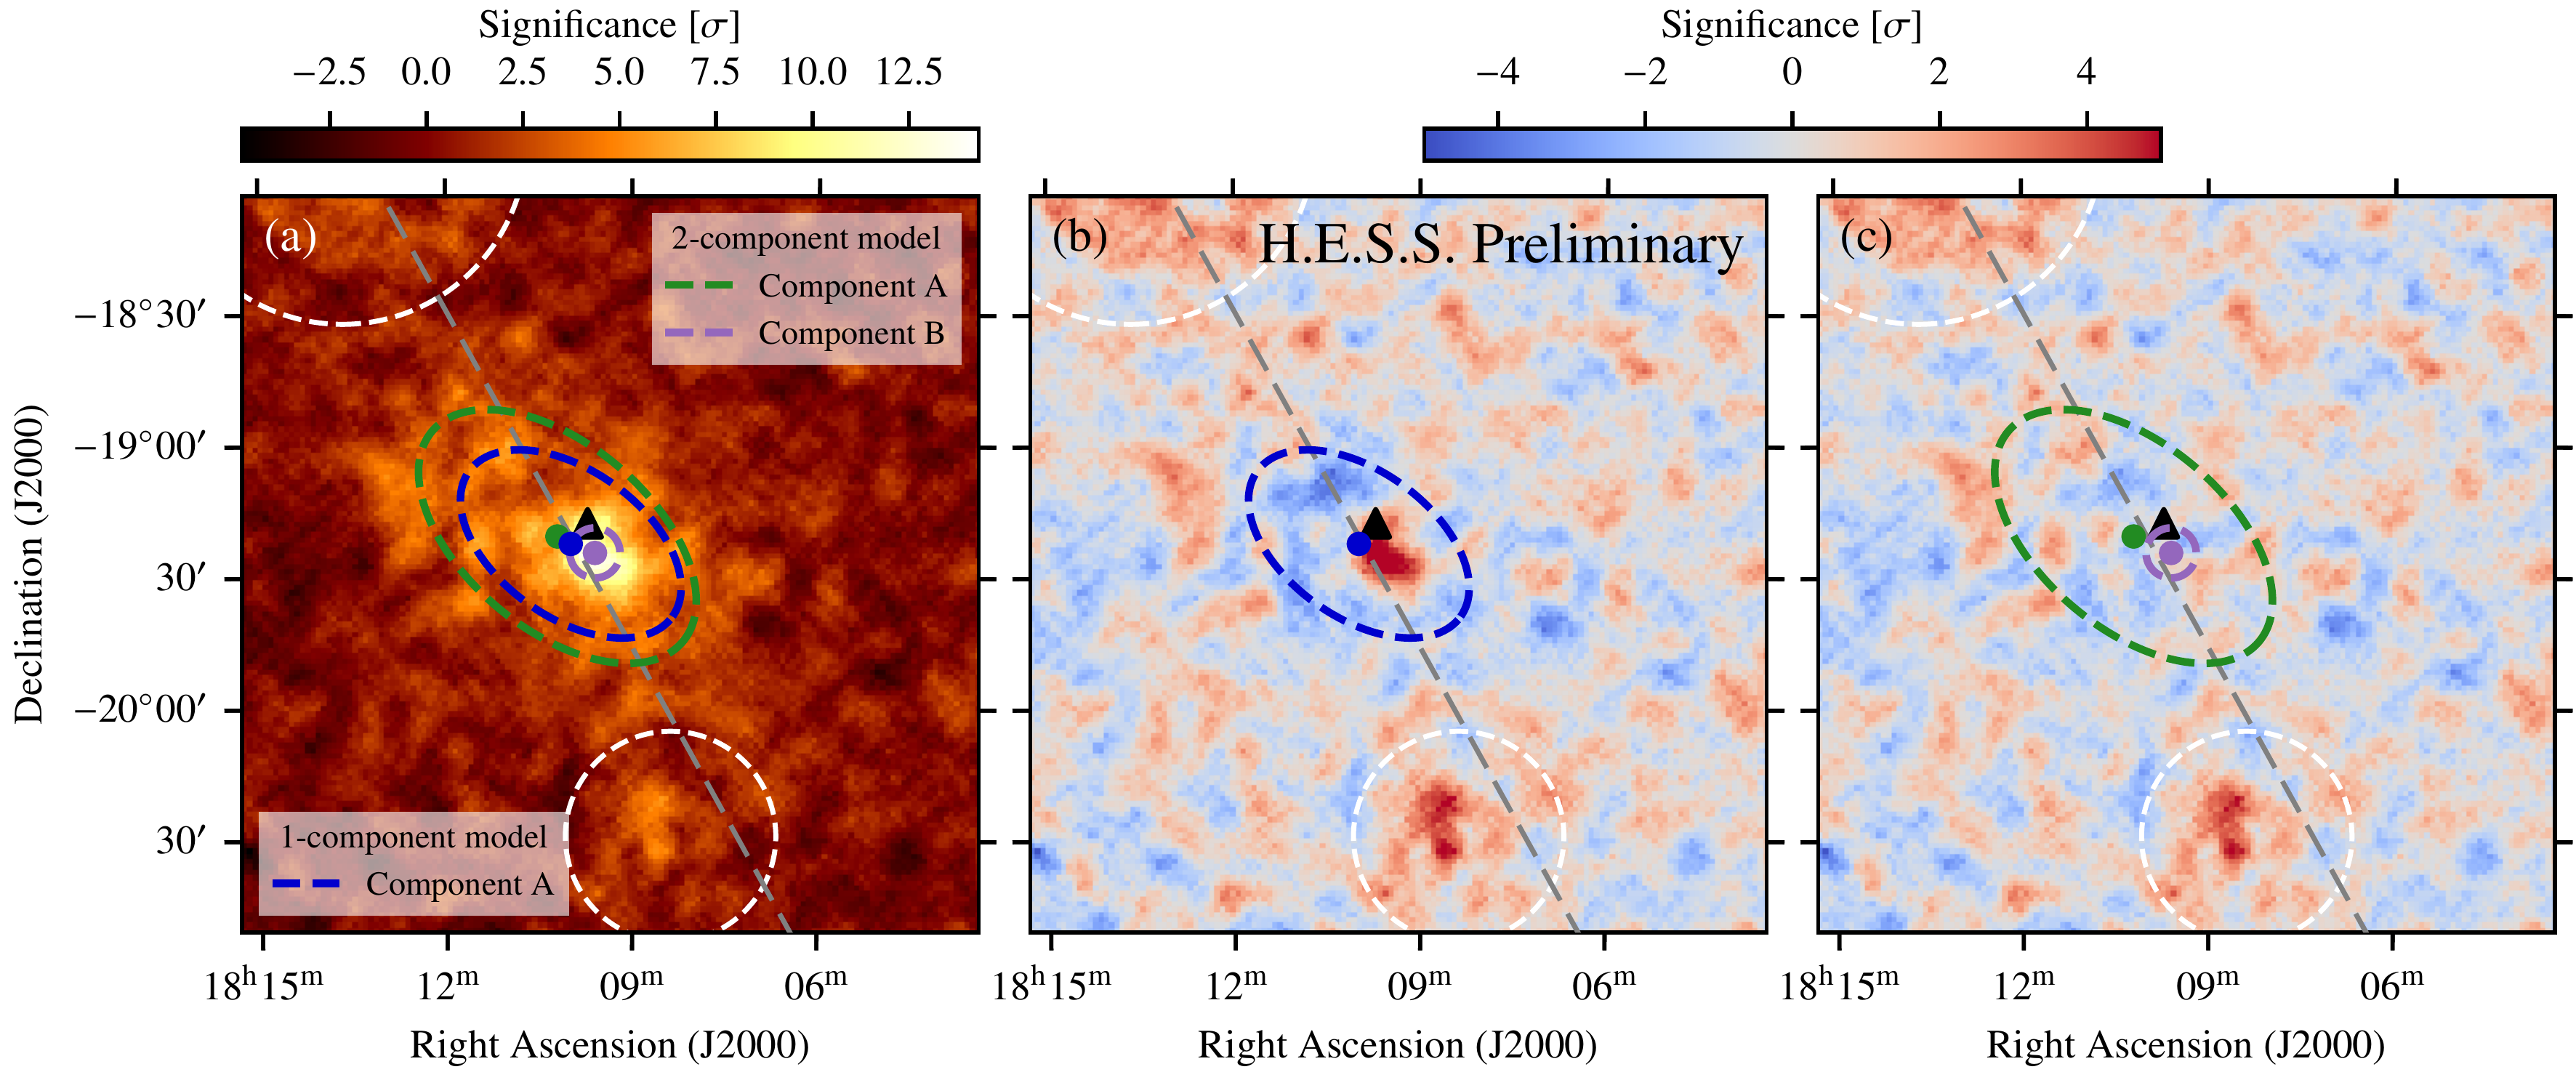 Significance [σ]
−2.5 0.0 2.5 5.0 7.5 10.0 12.5
Significance [σ]
−4 −2 0 2 4
(a)
2-component model
Component A
Component B
1-component model
Component A
(b)
H.E.S.S. Preliminary
(c)
Declination (J2000)
−18°30′
−19°00′
30′
−20°00′
30′
18ʰ15ᵐ 12ᵐ 09ᵐ 06ᵐ
18ʰ15ᵐ 12ᵐ 09ᵐ 06ᵐ
18ʰ15ᵐ 12ᵐ 09ᵐ 06ᵐ
Right Ascension (J2000)
Right Ascension (J2000)
Right Ascension (J2000)